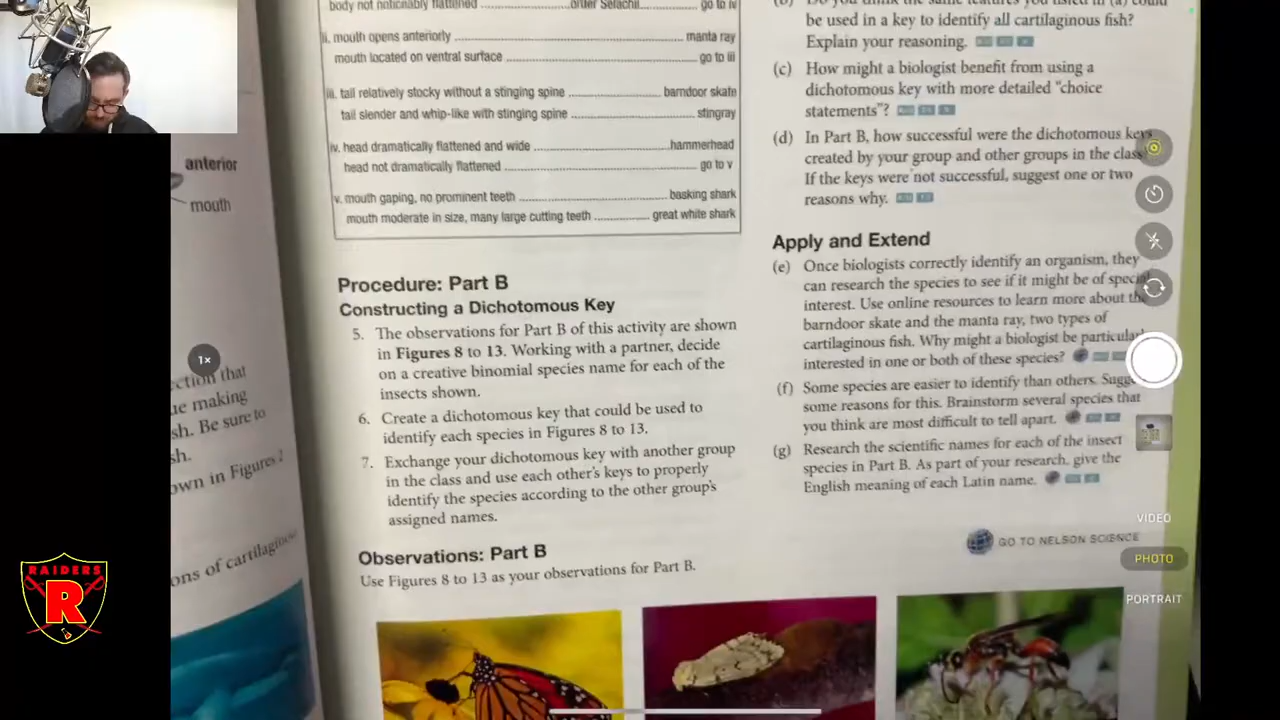 anterior
mouth
ection that
ue making
sh. Be sure to
sh.
own in Figures 2
ons of cartilaginous
RAIDERS
R
body not noticably flattened ........ order Selachii ........ go to iv
ii. mouth opens anteriorly ........ manta ray
mouth located on ventral surface ........ go to iii
iii. tail relatively stocky without a stinging spine ........ barndoor skate
tail slender and whip-like with stinging spine ........ stingray
iv. head dramatically flattened and wide ........ hammerhead
head not dramatically flattened ........ go to v
v. mouth gaping, no prominent teeth ........ basking shark
mouth moderate in size, many large cutting teeth ........ great white shark
Procedure: Part B
Constructing a Dichotomous Key
5. The observations for Part B of this activity are shown
in Figures 8 to 13. Working with a partner, decide
on a creative binomial species name for each of the
insects shown.
6. Create a dichotomous key that could be used to
identify each species in Figures 8 to 13.
7. Exchange your dichotomous key with another group
in the class and use each other's keys to properly
identify the species according to the other group's
assigned names.
Observations: Part B
Use Figures 8 to 13 as your observations for Part B.
be used in a key to identify all cartilaginous fish?
Explain your reasoning.
(c) How might a biologist benefit from using a
dichotomous key with more detailed "choice
statements"?
(d) In Part B, how successful were the dichotomous keys
created by your group and other groups in the class
If the keys were not successful, suggest one or two
reasons why.
Apply and Extend
(e) Once biologists correctly identify an organism, they
can research the species to see if it might be of special
interest. Use online resources to learn more about the
barndoor skate and the manta ray, two types of
cartilaginous fish. Why might a biologist be particular
interested in one or both of these species?
(f) Some species are easier to identify than others. Sugge
some reasons for this. Brainstorm several species that
you think are most difficult to tell apart.
(g) Research the scientific names for each of the insect
species in Part B. As part of your research, give the
English meaning of each Latin name.
GO TO NELSON SCIENCE
1×
VIDEO
PHOTO
PORTRAIT